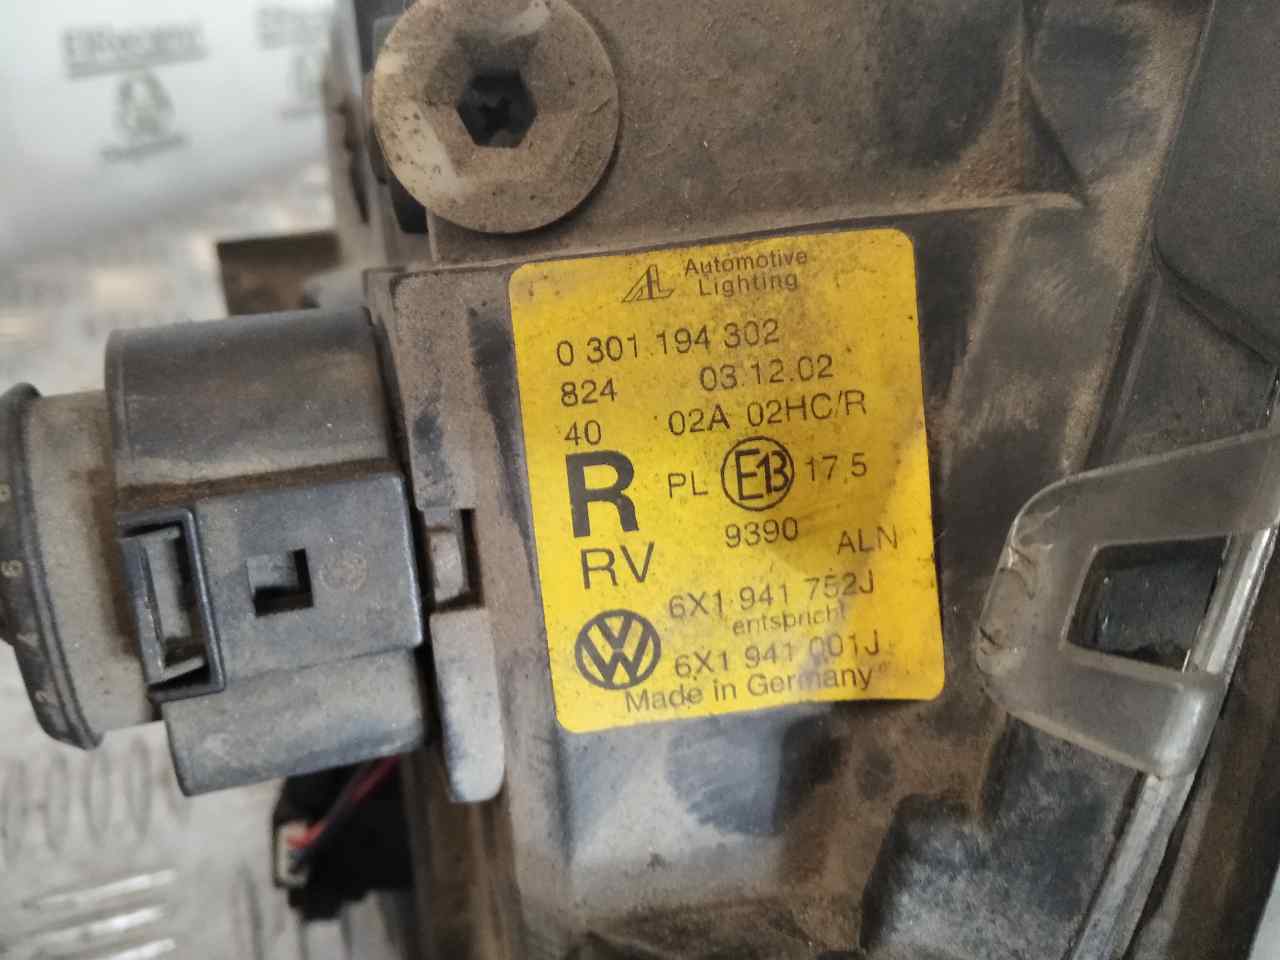 Automotive
Lighting
0 301 194 302
824 03.12.02
40 02A 02HC/R
R PL E13 17.5
9390 ALN
RV
6X1 941 752J
entspricht
6X1 941 001J
Made in Germany